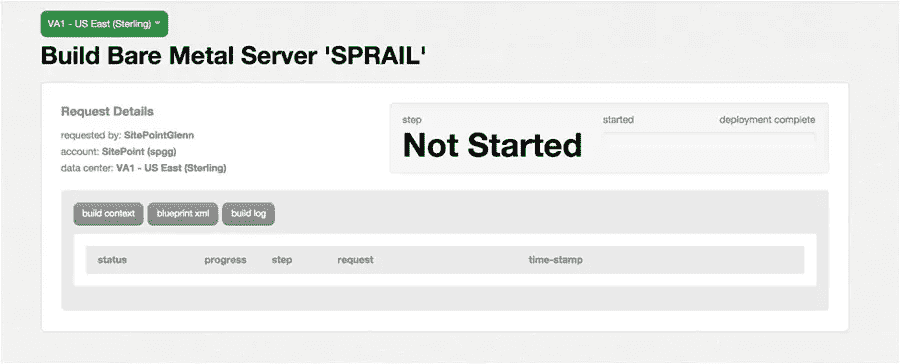 VA1 - US East (Sterling)
Build Bare Metal Server 'SPRAIL'
Request Details
requested by: SitePointGlenn
account: SitePoint (spgg)
data center: VA1 - US East (Sterling)
step started deployment complete
Not Started
build context blueprint xml build log
status progress step request time-stamp